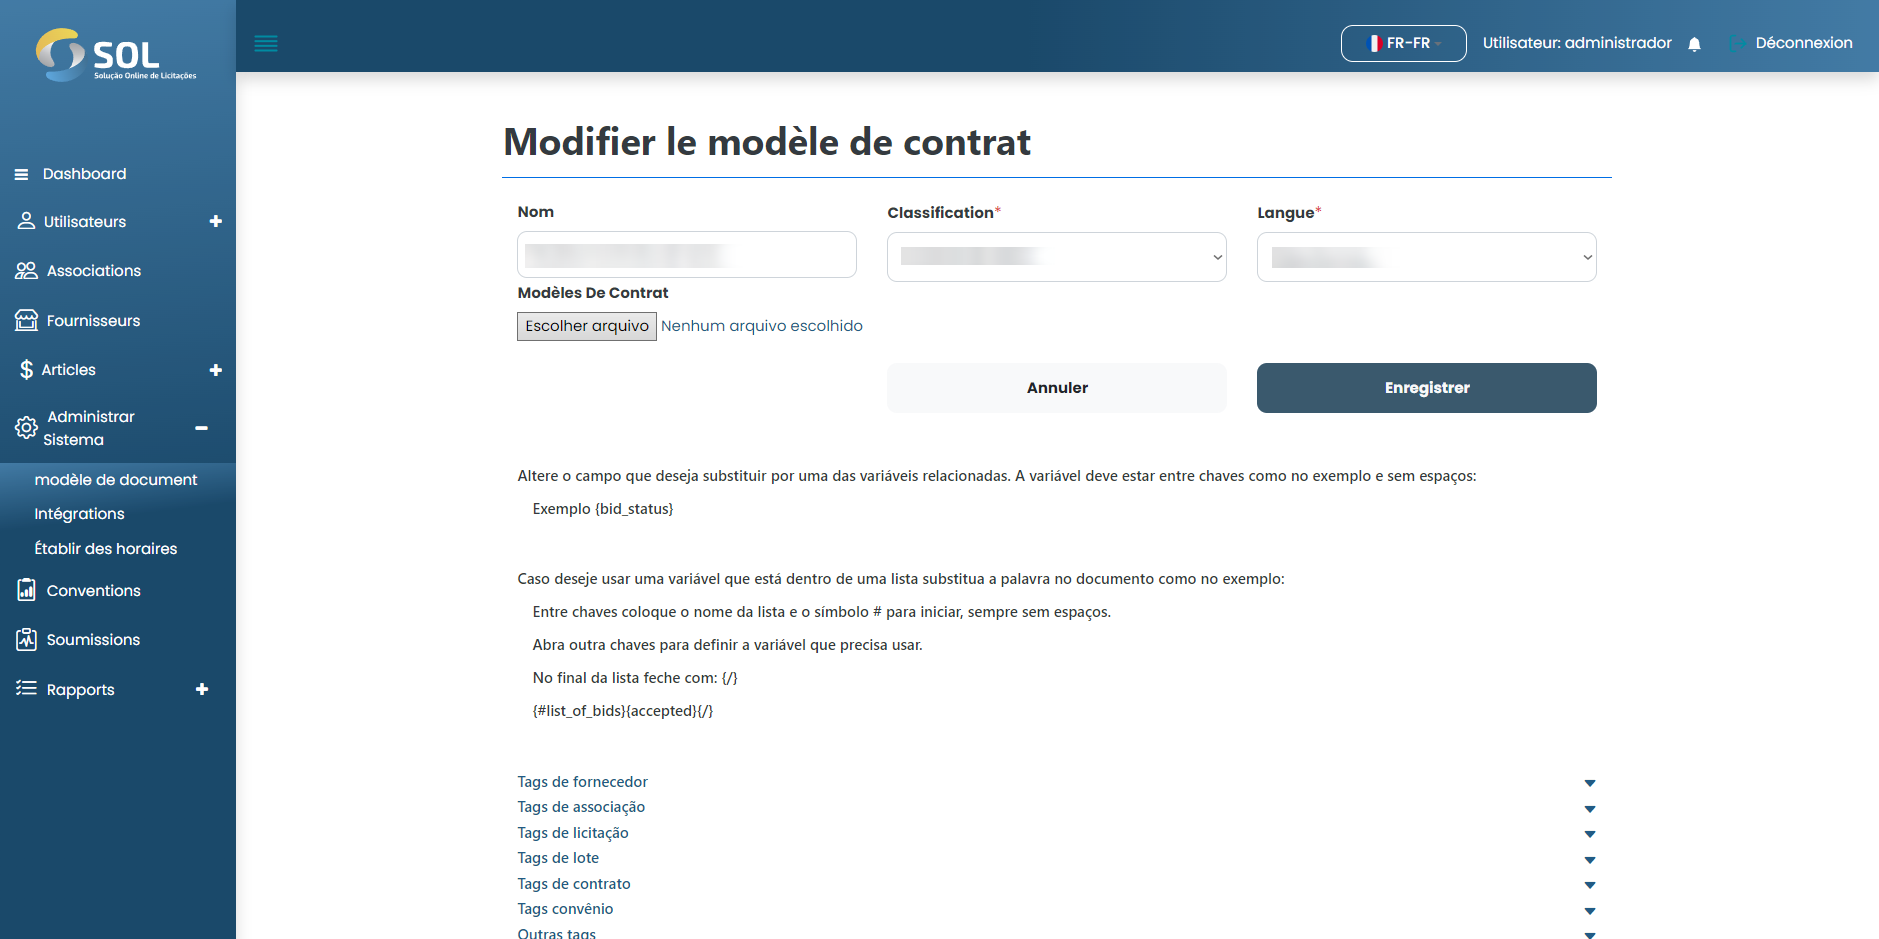 SOL
Solução Online de Licitações
FR-FR
Utilisateur: administrador
Déconnexion
Dashboard
Utilisateurs
Associations
Fournisseurs
Articles
Administrar
Sistema
modèle de document
Intégrations
Établir des horaires
Conventions
Soumissions
Rapports
Modifier le modèle de contrat
Nom
Classification*
Langue*
Modèles De Contrat
Escolher arquivo Nenhum arquivo escolhido
Annuler
Enregistrer
Altere o campo que deseja substituir por uma das variáveis relacionadas. A variável deve estar entre chaves como no exemplo e sem espaços:
Exemplo {bid_status}
Caso deseje usar uma variável que está dentro de uma lista substitua a palavra no documento como no exemplo:
Entre chaves coloque o nome da lista e o símbolo # para iniciar, sempre sem espaços.
Abra outra chaves para definir a variável que precisa usar.
No final da lista feche com: {/}
{#list_of_bids}{accepted}{/}
Tags de fornecedor
Tags de associação
Tags de licitação
Tags de lote
Tags de contrato
Tags convênio
Outras tags